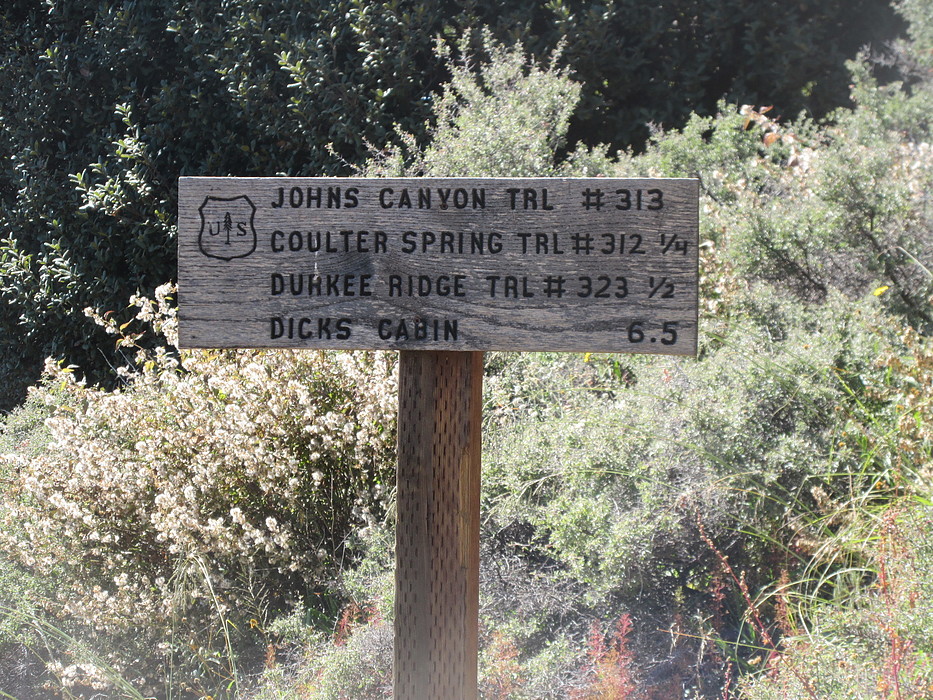 JOHNS CANYON TRL #313
US
COULTER SPRING TRL #312 1/4
DURKEE RIDGE TRL # 323 1/2
DICKS CABIN 6.5